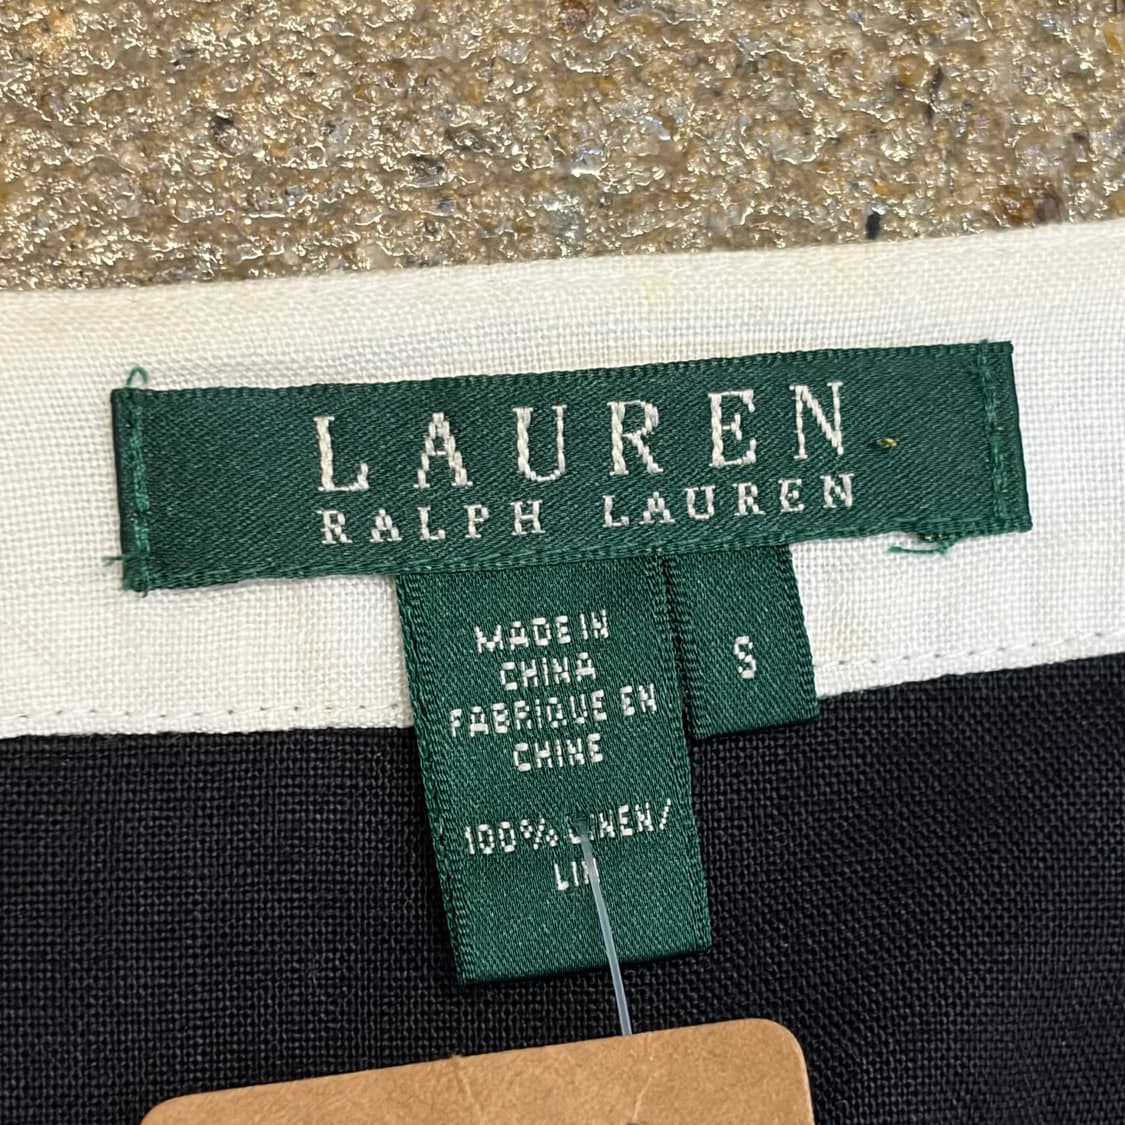 LAUREN
RALPH LAUREN
MADE IN
CHINA
FABRIQUE EN
CHINE
100% LINEN/
LIN
S